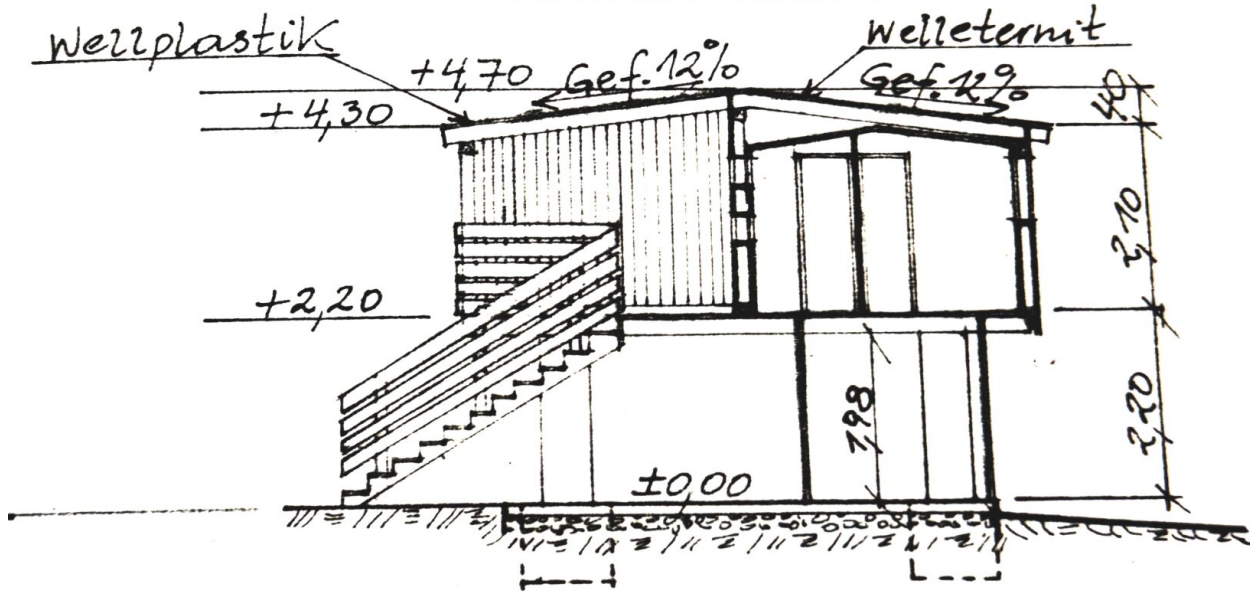 Wellplastik
Welleternit
+4,70
Gef. 12%
Gef. 12%
+4,30
,40
2,10
+2,20
1,98
2,20
±0,00